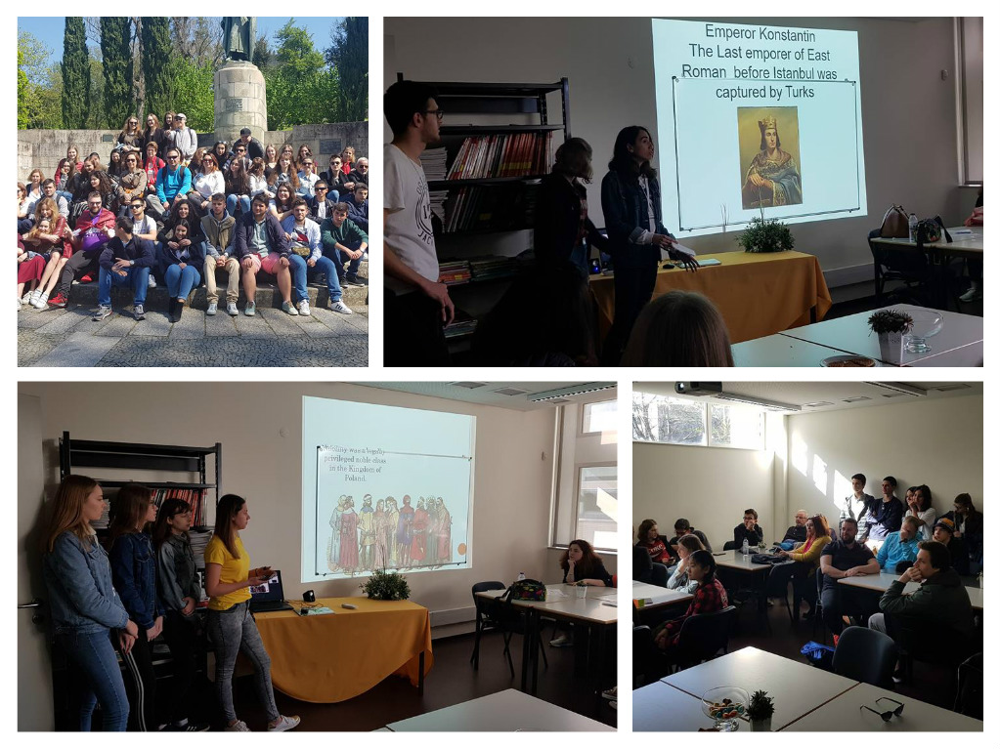 Emperor Konstantin
The Last emporer of East
Roman before Istanbul was
captured by Turks
Nobility was a legally
privileged noble class
in the Kingdom of
Poland.